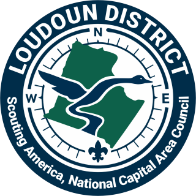 LOUDOUN DISTRICT
N
W E
S
Scouting America, National Capital Area Council